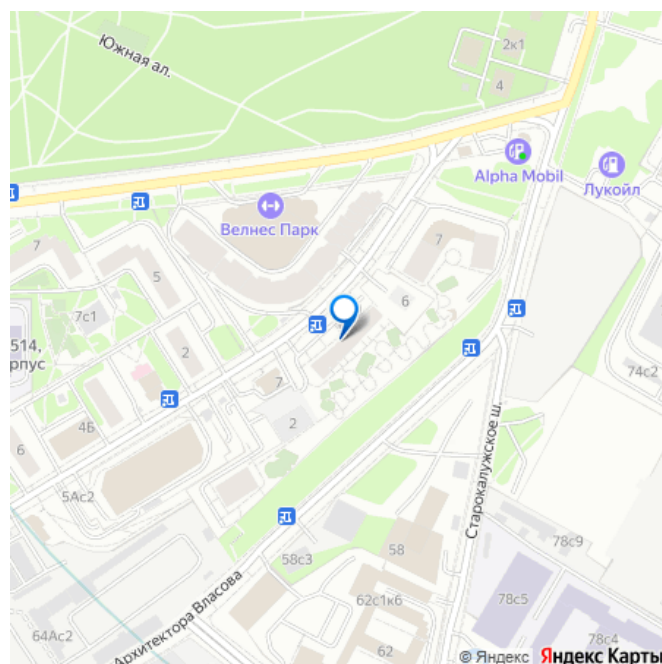 Южная ал.
2к1
4
Alpha Mobil
Лукойл
Велнес Парк
7
7
5
6
7с1
514,
рпус
2
74с2
7
4Б
2
6
5Ас2
Старокалужское ш.
58с3
58
78с9
62с1к6
78с5
Архитектора Власова
64Ас2
62
78с4
© Яндекс Яндекс Карты